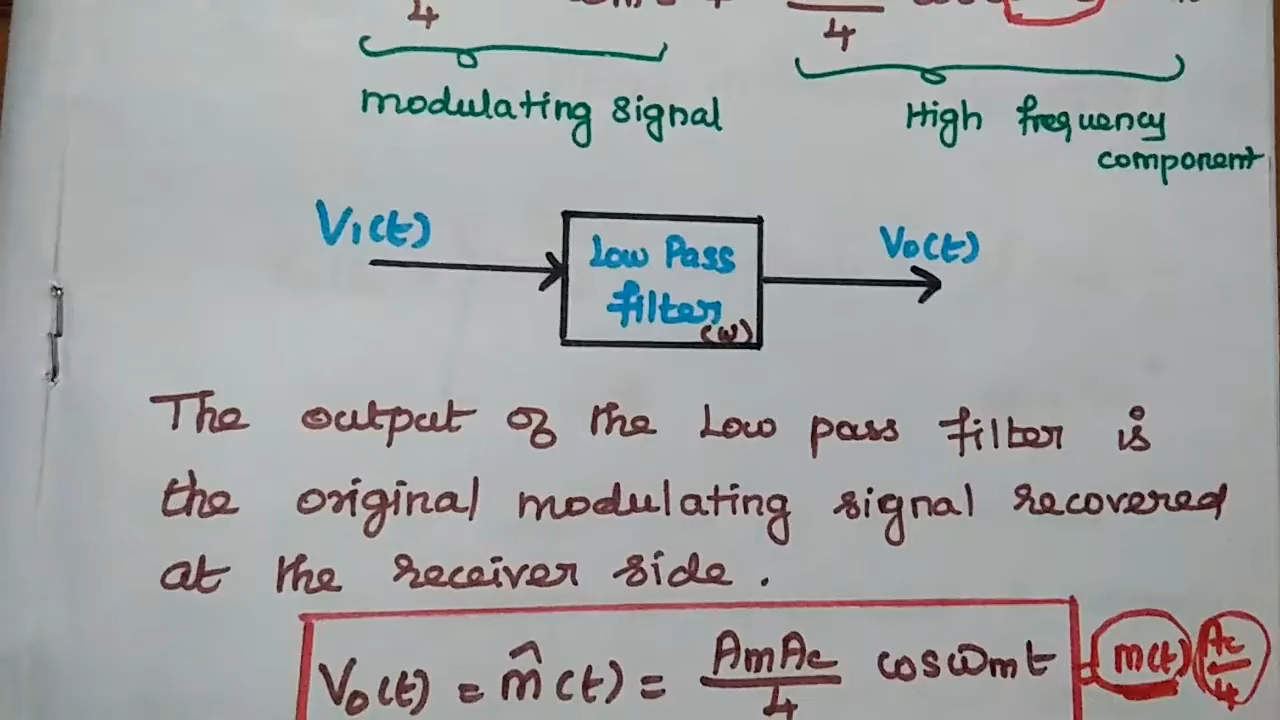 4 4
modulating signal
High frequency
component
V1(t)
Low Pass
filter
(w)
Vo(t)
The output of the Low pass filter is
the original modulating signal recovered
at the receiver side.
Vo(t) = m̂(t) = AmAc/4 cosωmt = m(t) Ac/4